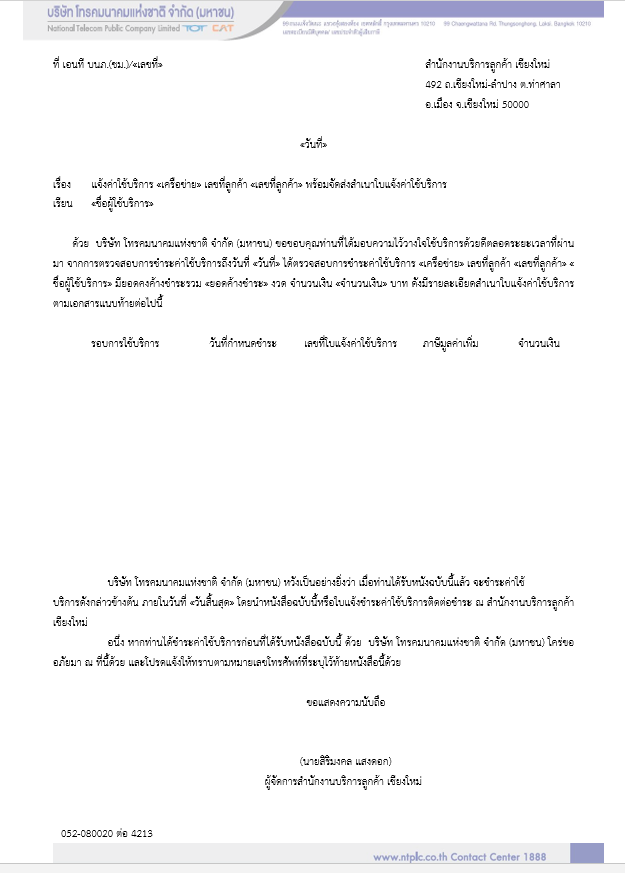 บริษัท โทรคมนาคมแห่งชาติ จำกัด (มหาชน)
National Telecom Public Company Limited TOT CAT
99 ถนนแจ้งวัฒนะ แขวงทุ่งสองห้อง เขตหลักสี่ กรุงเทพมหานคร 10210 99 Chaengwattana Rd. Thungsonghong, Laksi, Bangkok 10210
เลขทะเบียนนิติบุคคล/ เลขประจำตัวผู้เสียภาษี
ที่ เอนที บนภ.(ชม.)/«เลขที่»
สำนักงานบริการลูกค้า เชียงใหม่
492 ถ.เชียงใหม่-ลำปาง ต.ท่าศาลา
อ.เมือง จ.เชียงใหม่ 50000
«วันที่»
เรื่อง แจ้งค่าใช้บริการ «เครือข่าย» เลขที่ลูกค้า «เลขที่ลูกค้า» พร้อมจัดส่งสำเนาใบแจ้งค่าใช้บริการ
เรียน «ชื่อผู้ใช้บริการ»
ด้วย บริษัท โทรคมนาคมแห่งชาติ จำกัด (มหาชน) ขอขอบคุณท่านที่ได้มอบความไว้วางใจใช้บริการด้วยดีตลอดระยะเวลาที่ผ่าน
มา จากการตรวจสอบการชำระค่าใช้บริการถึงวันที่ «วันที่» ได้ตรวจสอบการชำระค่าใช้บริการ «เครือข่าย» เลขที่ลูกค้า «เลขที่ลูกค้า» «
ชื่อผู้ใช้บริการ» มียอดคงค้างชำระรวม «ยอดค้างชำระ» งวด จำนวนเงิน «จำนวนเงิน» บาท ดังมีรายละเอียดสำเนาใบแจ้งค่าใช้บริการ
ตามเอกสารแนบท้ายต่อไปนี้
รอบการใช้บริการ วันที่กำหนดชำระ เลขที่ใบแจ้งค่าใช้บริการ ภาษีมูลค่าเพิ่ม จำนวนเงิน
บริษัท โทรคมนาคมแห่งชาติ จำกัด (มหาชน) หวังเป็นอย่างยิ่งว่า เมื่อท่านได้รับหนังฉบับนี้แล้ว จะชำระค่าใช้
บริการดังกล่าวข้างต้น ภายในวันที่ «วันสิ้นสุด» โดยนำหนังสือฉบับนี้หรือใบแจ้งชำระค่าใช้บริการติดต่อชำระ ณ สำนักงานบริการลูกค้า
เชียงใหม่
อนึ่ง หากท่านได้ชำระค่าใช้บริการก่อนที่ได้รับหนังสือฉบับนี้ ด้วย บริษัท โทรคมนาคมแห่งชาติ จำกัด (มหาชน) ใคร่ขอ
อภัยมา ณ ที่นี้ด้วย และโปรดแจ้งให้ทราบตามหมายเลขโทรศัพท์ที่ระบุไว้ท้ายหนังสือนี้ด้วย
ขอแสดงความนับถือ
(นายสิริมงคล แสงดอก)
ผู้จัดการสำนักงานบริการลูกค้า เชียงใหม่
052-080020 ต่อ 4213
www.ntplc.co.th Contact Center 1888